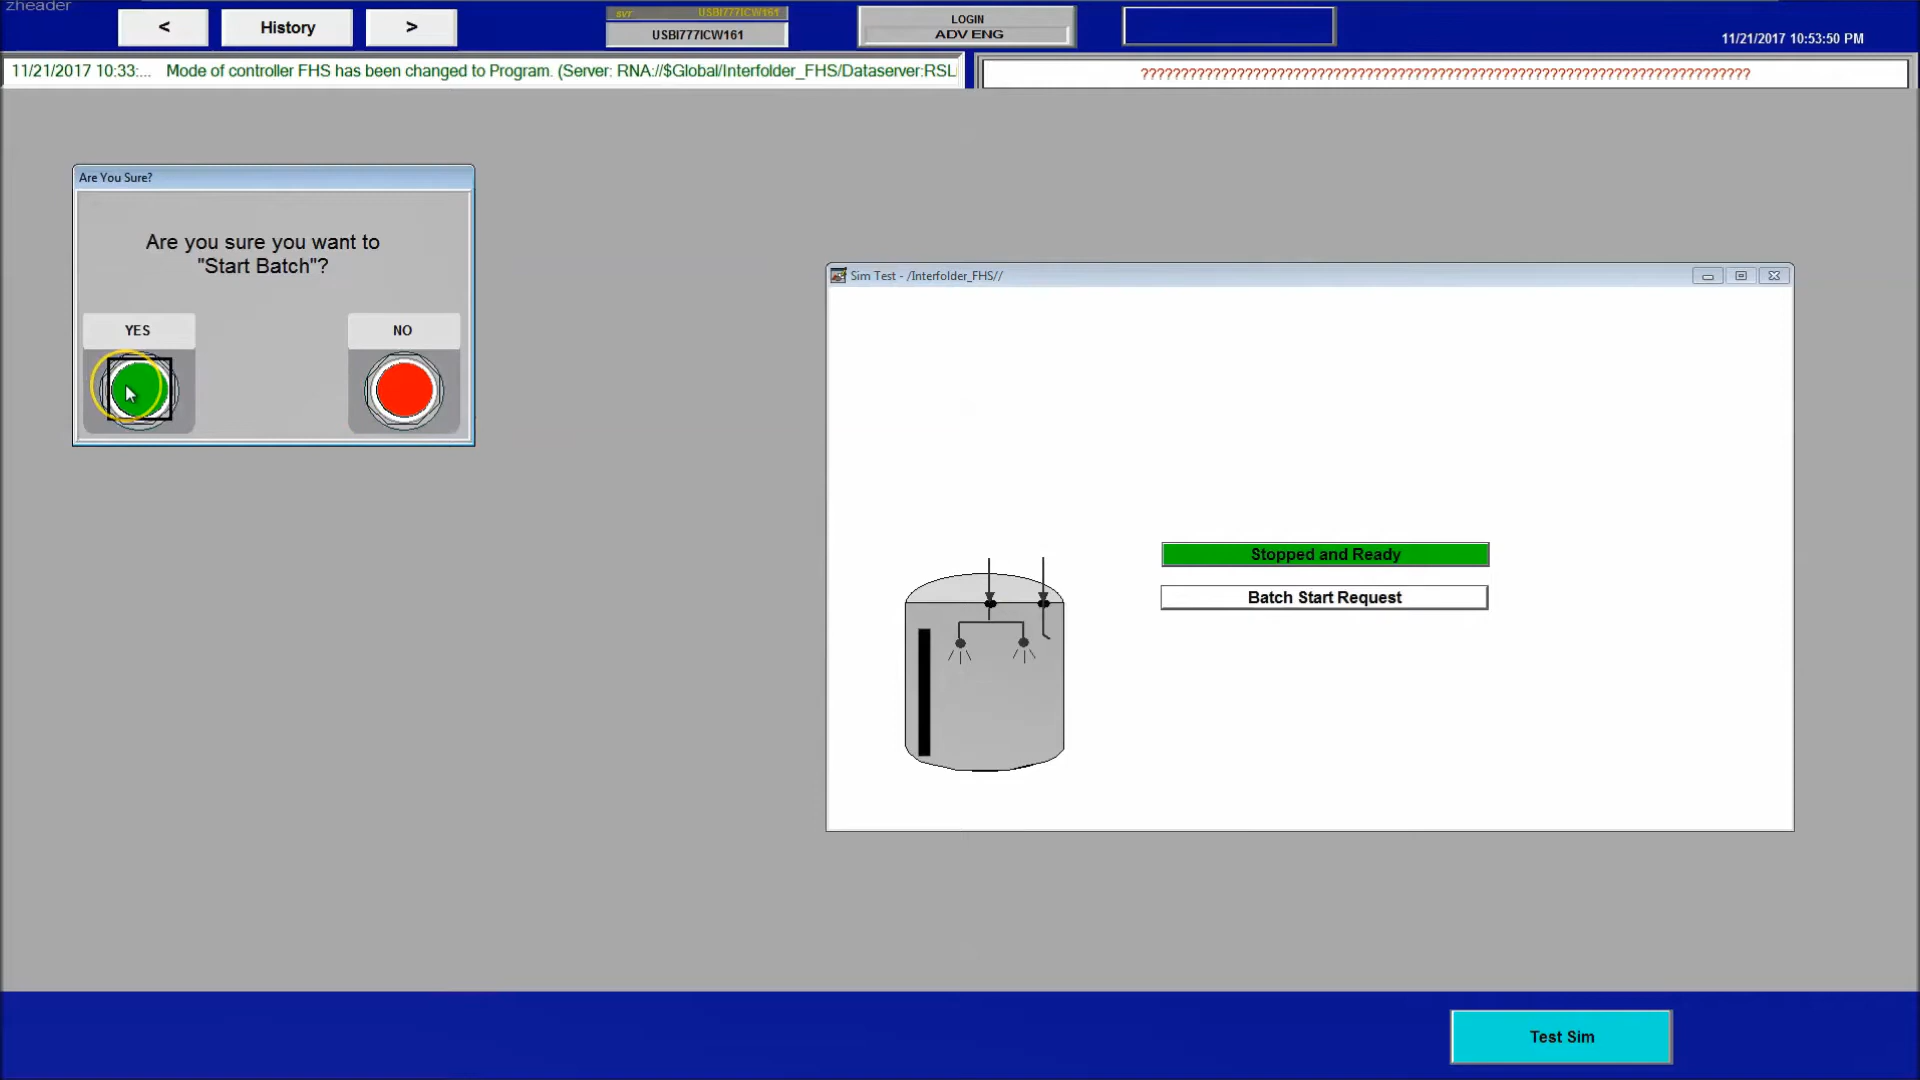 zheader
<
History
>
svr USBI777ICW161
USBI777ICW161
LOGIN
ADV ENG
11/21/2017 10:53:50 PM
11/21/2017 10:33:... Mode of controller FHS has been changed to Program. (Server: RNA://$Global/Interfolder_FHS/Dataserver:RSL
????????????????????????????????????????????????????????????????????????????
Are You Sure?
Are you sure you want to
"Start Batch"?
YES
NO
Sim Test - /Interfolder_FHS//
Stopped and Ready
Batch Start Request
Test Sim